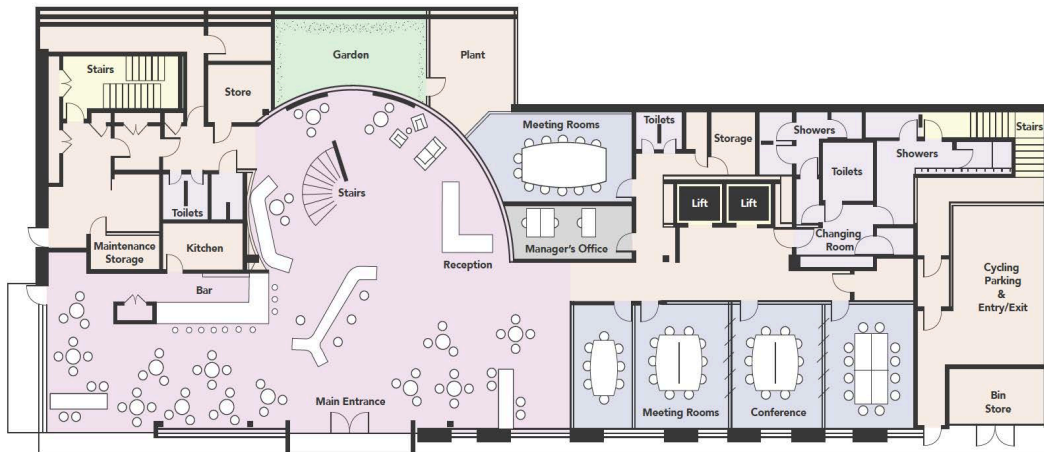 Garden
Plant
Stairs
Store
Meeting Rooms
Toilets
Storage
Showers
Stairs
Showers
Toilets
Stairs
Toilets
Lift
Lift
Manager's Office
Changing
Room
Maintenance
Storage
Kitchen
Reception
Bar
Cycling
Parking
&
Entry/Exit
Main Entrance
Meeting Rooms
Conference
Bin
Store